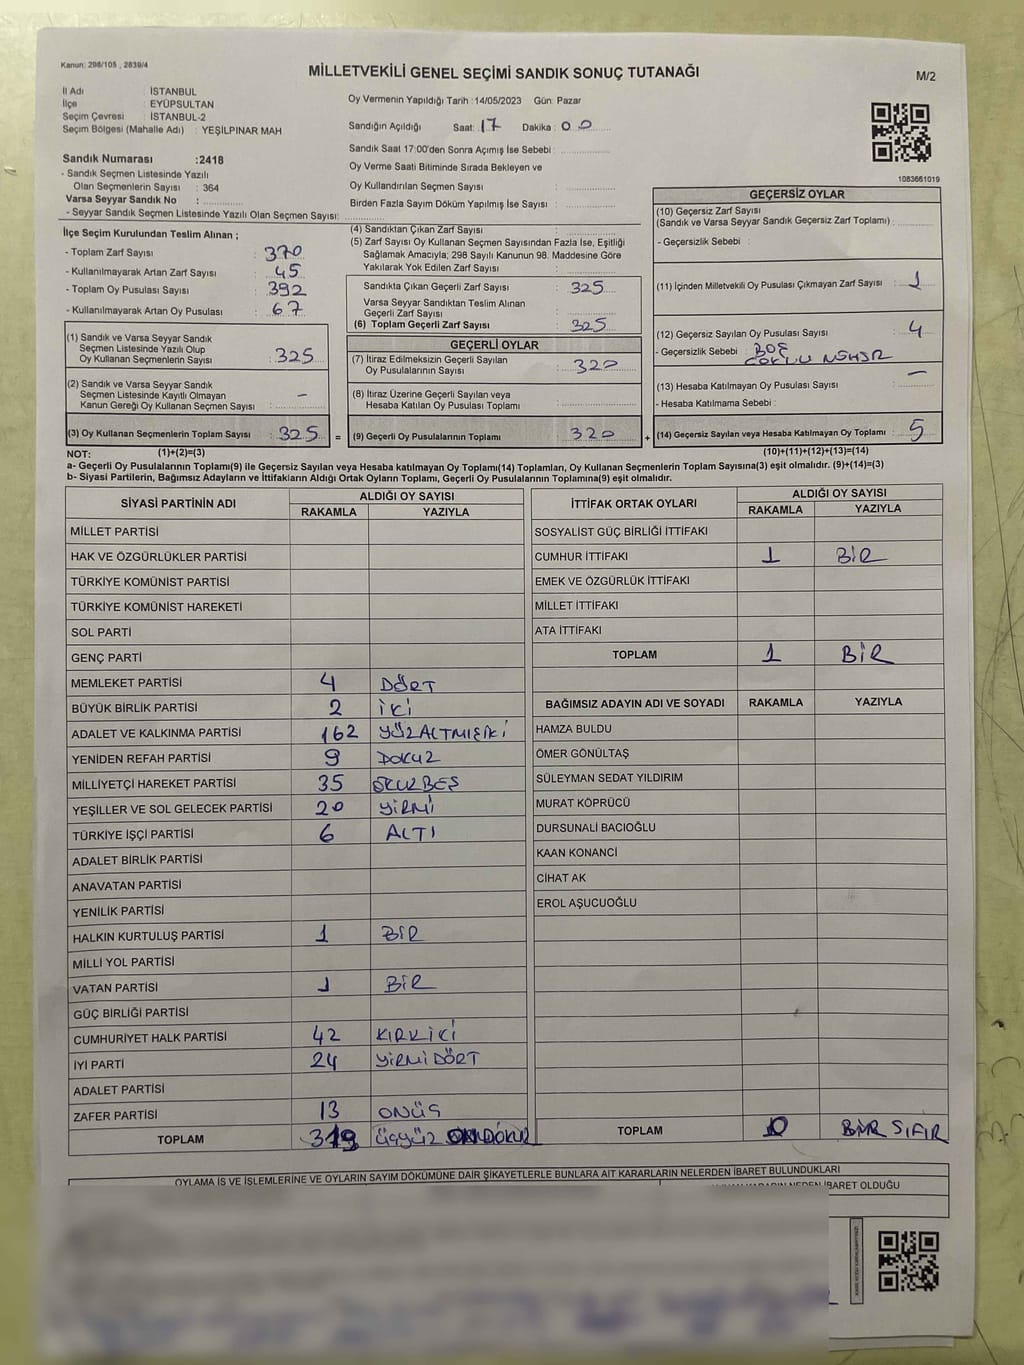 Kanun: 298/105 , 2839/4
MİLLETVEKİLİ GENEL SEÇİMİ SANDIK SONUÇ TUTANAĞI
M/2
İl Adı : İSTANBUL
İlçe : EYÜPSULTAN
Seçim Çevresi : İSTANBUL-2
Seçim Bölgesi (Mahalle Adı) : YEŞİLPINAR MAH
Sandık Numarası :2418
- Sandık Seçmen Listesinde Yazılı
Olan Seçmenlerin Sayısı : 364
Varsa Seyyar Sandık No :
- Seyyar Sandık Seçmen Listesinde Yazılı Olan Seçmen Sayısı:
Oy Vermenin Yapıldığı Tarih :14/05/2023 Gün: Pazar
Sandığın Açıldığı Saat: 17 Dakika : 00
Sandık Saat 17:00'den Sonra Açımış İse Sebebi :
Oy Verme Saati Bitiminde Sırada Bekleyen ve
Oy Kullandırılan Seçmen Sayısı :
Birden Fazla Sayım Döküm Yapılmış İse Sayısı :
1083661019
İlçe Seçim Kurulundan Teslim Alınan ;
- Toplam Zarf Sayısı : 370
- Kullanılmayarak Artan Zarf Sayısı : 45
- Toplam Oy Pusulası Sayısı : 392
- Kullanılmayarak Artan Oy Pusulası : 67
(1) Sandık ve Varsa Seyyar Sandık
Seçmen Listesinde Yazılı Olup
Oy Kullanan Seçmenlerin Sayısı : 325
(2) Sandık ve Varsa Seyyar Sandık
Seçmen Listesinde Kayıtlı Olmayan
Kanun Gereği Oy Kullanan Seçmen Sayısı : –
(3) Oy Kullanan Seçmenlerin Toplam Sayısı : 325 =
(4) Sandıktan Çıkan Zarf Sayısı :
(5) Zarf Sayısı Oy Kullanan Seçmen Sayısından Fazla İse, Eşitliği
Sağlamak Amacıyla; 298 Sayılı Kanunun 98. Maddesine Göre
Yakılarak Yok Edilen Zarf Sayısı :
Sandıkta Çıkan Geçerli Zarf Sayısı : 325
Varsa Seyyar Sandıktan Teslim Alınan
Geçerli Zarf Sayısı :
(6) Toplam Geçerli Zarf Sayısı : 325
GEÇERLİ OYLAR
(7) İtiraz Edilmeksizin Geçerli Sayılan
Oy Pusulalarının Sayısı : 320
(8) İtiraz Üzerine Geçerli Sayılan veya
Hesaba Katılan Oy Pusulası Toplamı :
(9) Geçerli Oy Pusulalarının Toplamı : 320 +
GEÇERSİZ OYLAR
(10) Geçersiz Zarf Sayısı
(Sandık ve Varsa Seyyar Sandık Geçersiz Zarf Toplamı) :
- Geçersizlik Sebebi :
(11) İçinden Milletvekili Oy Pusulası Çıkmayan Zarf Sayısı : 1
(12) Geçersiz Sayılan Oy Pusulası Sayısı : 4
- Geçersizlik Sebebi : BOŞ
(13) Hesaba Katılmayan Oy Pusulası Sayısı : –
- Hesaba Katılmama Sebebi :
(14) Geçersiz Sayılan veya Hesaba Katılmayan Oy Toplamı : 5
NOT: (1)+(2)=(3) (10)+(11)+(12)+(13)=(14)
a- Geçerli Oy Pusulasının Toplamı(9) ile Geçersiz Sayılan veya Hesaba katılmayan Oy Toplamı(14) Toplamları, Oy Kullanan Seçmenlerin Toplam Sayısına(3) eşit olmalıdır. (9)+(14)=(3)
b- Siyasi Partilerin, Bağımsız Adayların ve İttifakların Aldığı Ortak Oyların Toplamı, Geçerli Oy Pusulalarının Toplamına(9) eşit olmalıdır.
SİYASİ PARTİNİN ADI ALDIĞI OY SAYISI
RAKAMLA YAZIYLA
MİLLET PARTİSİ
HAK VE ÖZGÜRLÜKLER PARTİSİ
TÜRKİYE KOMÜNİST PARTİSİ
TÜRKİYE KOMÜNİST HAREKETİ
SOL PARTİ
GENÇ PARTİ
MEMLEKET PARTİSİ 4 DÖRT
BÜYÜK BİRLİK PARTİSİ 2 İKİ
ADALET VE KALKINMA PARTİSİ 162 YÜZALTMIŞİKİ
YENİDEN REFAH PARTİSİ 9 DOKUZ
MİLLİYETÇİ HAREKET PARTİSİ 35 OTUZBEŞ
YEŞİLLER VE SOL GELECEK PARTİSİ 20 YİRMİ
TÜRKİYE İŞÇİ PARTİSİ 6 ALTI
ADALET BİRLİK PARTİSİ
ANAVATAN PARTİSİ
YENİLİK PARTİSİ
HALKIN KURTULUŞ PARTİSİ 1 BİR
MİLLİ YOL PARTİSİ
VATAN PARTİSİ 1 BİR
GÜÇ BİRLİĞİ PARTİSİ
CUMHURİYET HALK PARTİSİ 42 KIRKİKİ
İYİ PARTİ 24 YİRMİDÖRT
ADALET PARTİSİ
ZAFER PARTİSİ 13 ONÜÇ
TOPLAM 319 ÜÇYÜZ ONDOKUZ
İTTİFAK ORTAK OYLARI ALDIĞI OY SAYISI
RAKAMLA YAZIYLA
SOSYALİST GÜÇ BİRLİĞİ İTTİFAKI
CUMHUR İTTİFAKI 1 BİR
EMEK VE ÖZGÜRLÜK İTTİFAKI
MİLLET İTTİFAKI
ATA İTTİFAKI
TOPLAM 1 BİR
BAĞIMSIZ ADAYIN ADI VE SOYADI RAKAMLA YAZIYLA
HAMZA BULDU
ÖMER GÖNÜLTAŞ
SÜLEYMAN SEDAT YILDIRIM
MURAT KÖPRÜCÜ
DURSUNALİ BACIOĞLU
KAAN KONANCİ
CİHAT AK
EROL AŞUCUOĞLU
TOPLAM 0 SIFIR
OYLAMA İŞ VE İŞLEMLERİNE VE OYLARIN SAYIM DÖKÜMÜNE DAİR ŞİKAYETLERLE BUNLARA AİT KARARLARIN NELERDEN İBARET BULUNDUKLARI
KARARIN NEDEN İBARET OLDUĞU